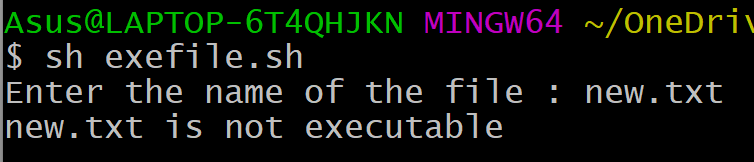 Asus@LAPTOP-6T4QHJKN MINGW64 ~/OneDriv
$ sh exefile.sh
Enter the name of the file : new.txt
new.txt is not executable